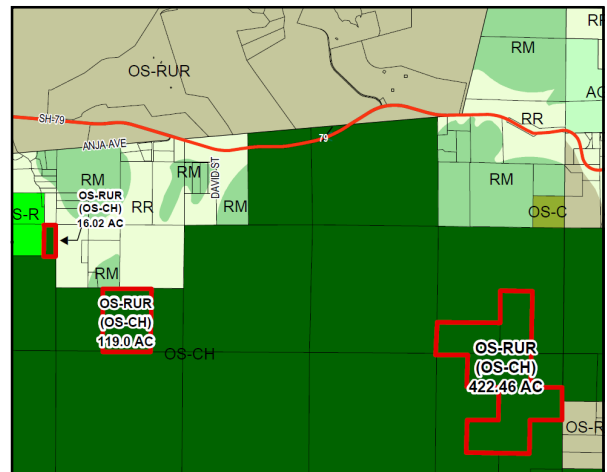 RR
RM
OS-RUR
AG
SH-79
79
RR
ANJA AVE
RM
RM
DAVID-ST
RM
OS-RUR
(OS-CH)
16.02 AC
RR
RM
S-R
OS-C
RM
OS-RUR
(OS-CH)
119.0 AC
OS-CH
OS-RUR
(OS-CH)
422.46 AC
OS-R